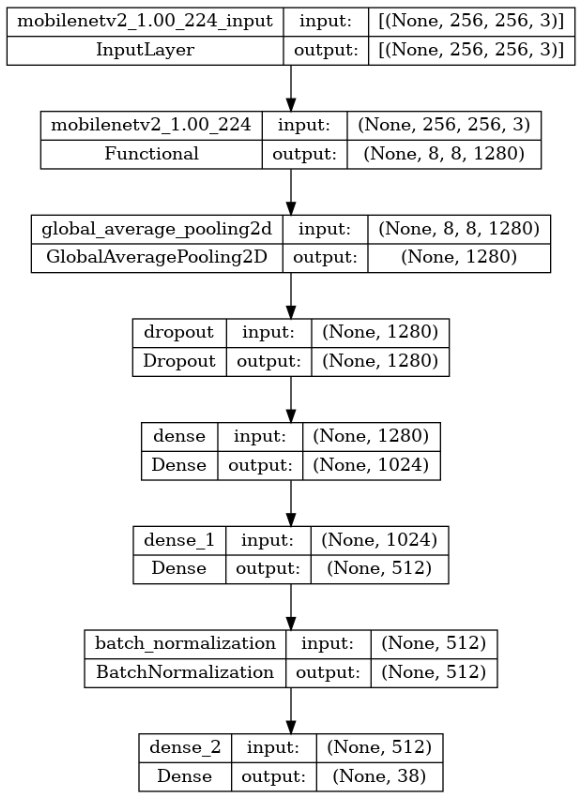 mobilenetv2_1.00_224_input input: [(None, 256, 256, 3)]
InputLayer output: [(None, 256, 256, 3)]
mobilenetv2_1.00_224 input: (None, 256, 256, 3)
Functional output: (None, 8, 8, 1280)
global_average_pooling2d input: (None, 8, 8, 1280)
GlobalAveragePooling2D output: (None, 1280)
dropout input: (None, 1280)
Dropout output: (None, 1280)
dense input: (None, 1280)
Dense output: (None, 1024)
dense_1 input: (None, 1024)
Dense output: (None, 512)
batch_normalization input: (None, 512)
BatchNormalization output: (None, 512)
dense_2 input: (None, 512)
Dense output: (None, 38)